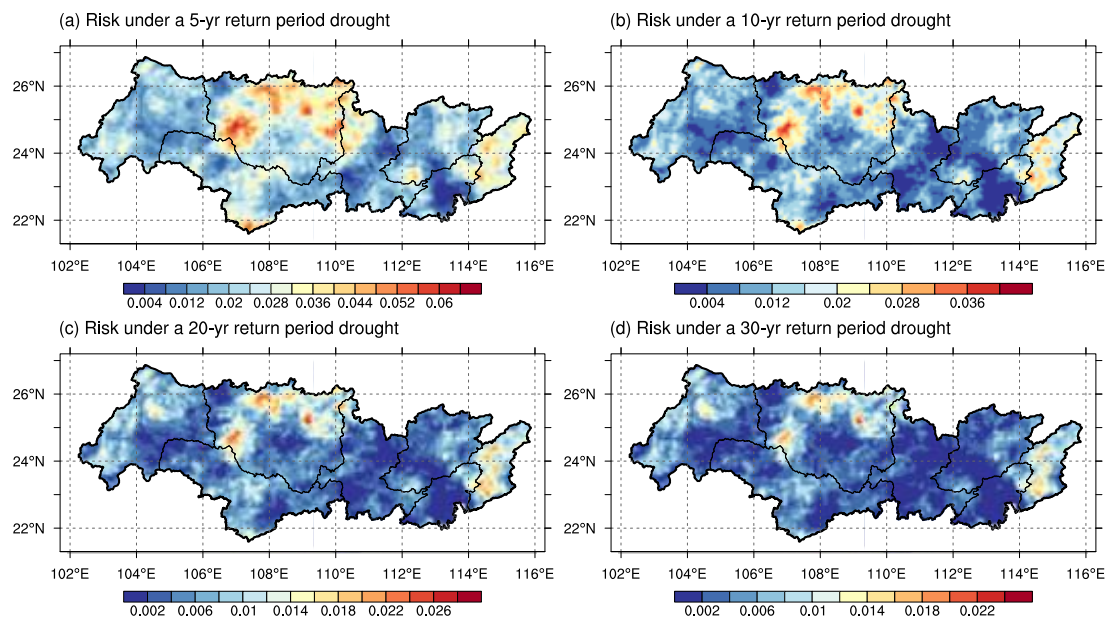 (a) Risk under a 5-yr return period drought
(b) Risk under a 10-yr return period drought
26°N
24°N
22°N
26°N
24°N
22°N
102°E 104°E 106°E 108°E 110°E 112°E 114°E 116°E
102°E 104°E 106°E 108°E 110°E 112°E 114°E 116°E
0.004 0.012 0.02 0.028 0.036 0.044 0.052 0.06
0.004 0.012 0.02 0.028 0.036
(c) Risk under a 20-yr return period drought
(d) Risk under a 30-yr return period drought
26°N
24°N
22°N
26°N
24°N
22°N
102°E 104°E 106°E 108°E 110°E 112°E 114°E 116°E
102°E 104°E 106°E 108°E 110°E 112°E 114°E 116°E
0.002 0.006 0.01 0.014 0.018 0.022 0.026
0.002 0.006 0.01 0.014 0.018 0.022